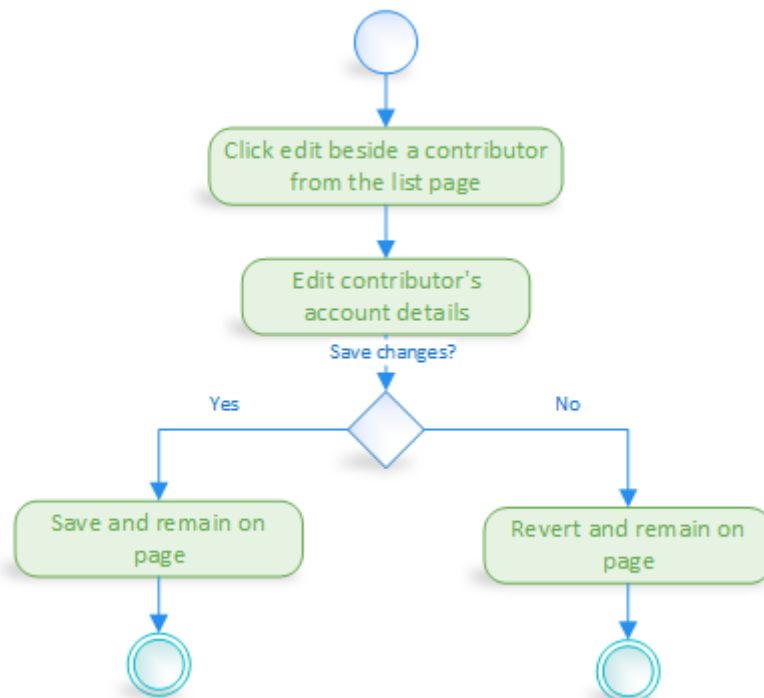 Click edit beside a contributor
from the list page
Edit contributor's
account details
Save changes?
Yes
No
Save and remain on
page
Revert and remain on
page